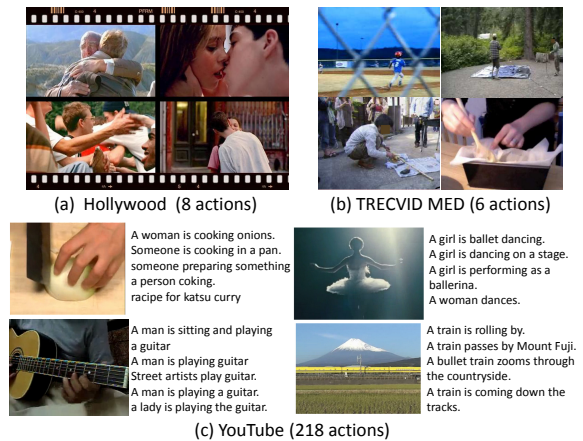 (a) Hollywood (8 actions)
(b) TRECVID MED (6 actions)
A woman is cooking onions.
Someone is cooking in a pan.
someone preparing something
a person coking.
racipe for katsu curry
A girl is ballet dancing.
A girl is dancing on a stage.
A girl is performing as a
ballerina.
A woman dances.
A man is sitting and playing
a guitar
A man is playing guitar
Street artists play guitar.
A man is playing a guitar.
a lady is playing the guitar.
A train is rolling by.
A train passes by Mount Fuji.
A bullet train zooms through
the countryside.
A train is coming down the
tracks.
(c) YouTube (218 actions)